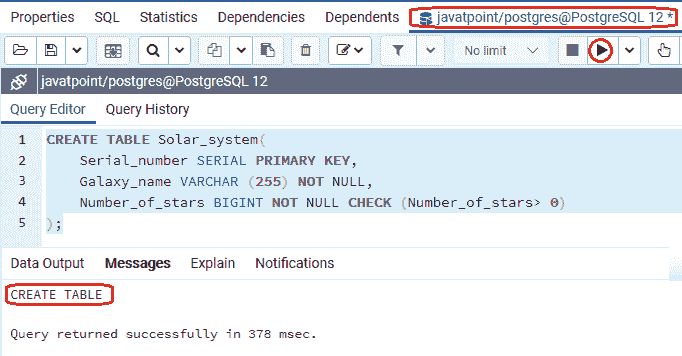 Properties SQL Statistics Dependencies Dependents javatpoint/postgres@PostgreSQL 12 *
No limit
javatpoint/postgres@PostgreSQL 12
Query Editor Query History
1 CREATE TABLE Solar_system(
2 Serial_number SERIAL PRIMARY KEY,
3 Galaxy_name VARCHAR (255) NOT NULL,
4 Number_of_stars BIGINT NOT NULL CHECK (Number_of_stars> 0)
5 );
Data Output Messages Explain Notifications
CREATE TABLE
Query returned successfully in 378 msec.